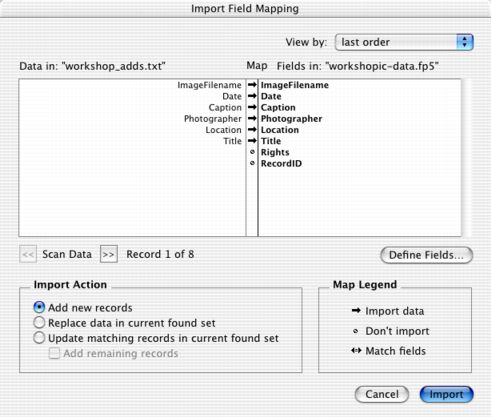 Import Field Mapping
View by: last order
Data in: "workshop_adds.txt" Map Fields in: "workshopic-data.fp5"
ImageFilename ImageFilename
Date Date
Caption Caption
Photographer Photographer
Location Location
Title Title
Rights
RecordID
<< Scan Data >> Record 1 of 8 Define Fields...
Import Action
Add new records
Replace data in current found set
Update matching records in current found set
Add remaining records
Map Legend
Import data
Don't import
Match fields
Cancel Import